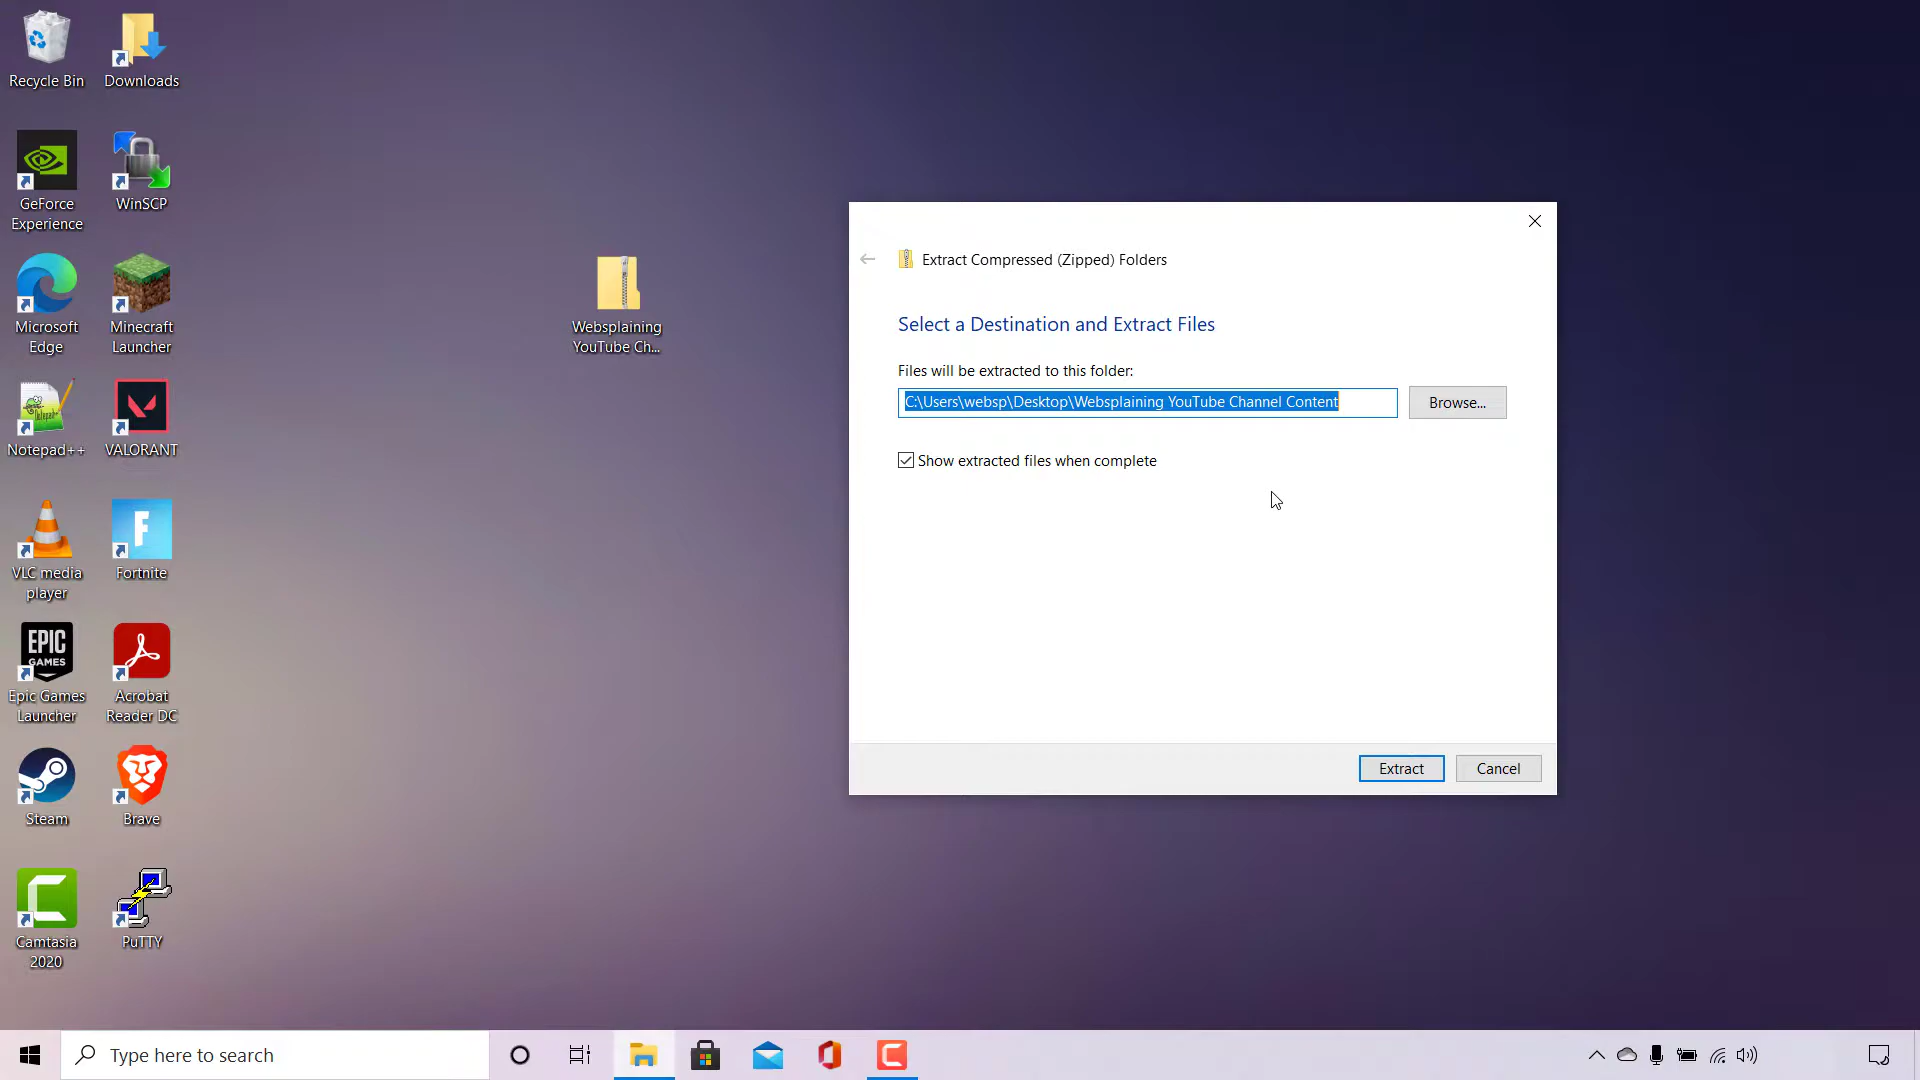 Recycle Bin
Downloads
GeForce
Experience
WinSCP
Microsoft
Edge
Minecraft
Launcher
Notepad++
VALORANT
VLC media
player
F
Fortnite
EPIC
GAMES
Epic Games
Launcher
Acrobat
Reader DC
Steam
Brave
Camtasia
2020
PuTTY
Websplaining
YouTube Ch...
Extract Compressed (Zipped) Folders
Select a Destination and Extract Files
Files will be extracted to this folder:
C:\Users\websp\Desktop\Websplaining YouTube Channel Content
Browse...
Show extracted files when complete
Extract
Cancel
Type here to search